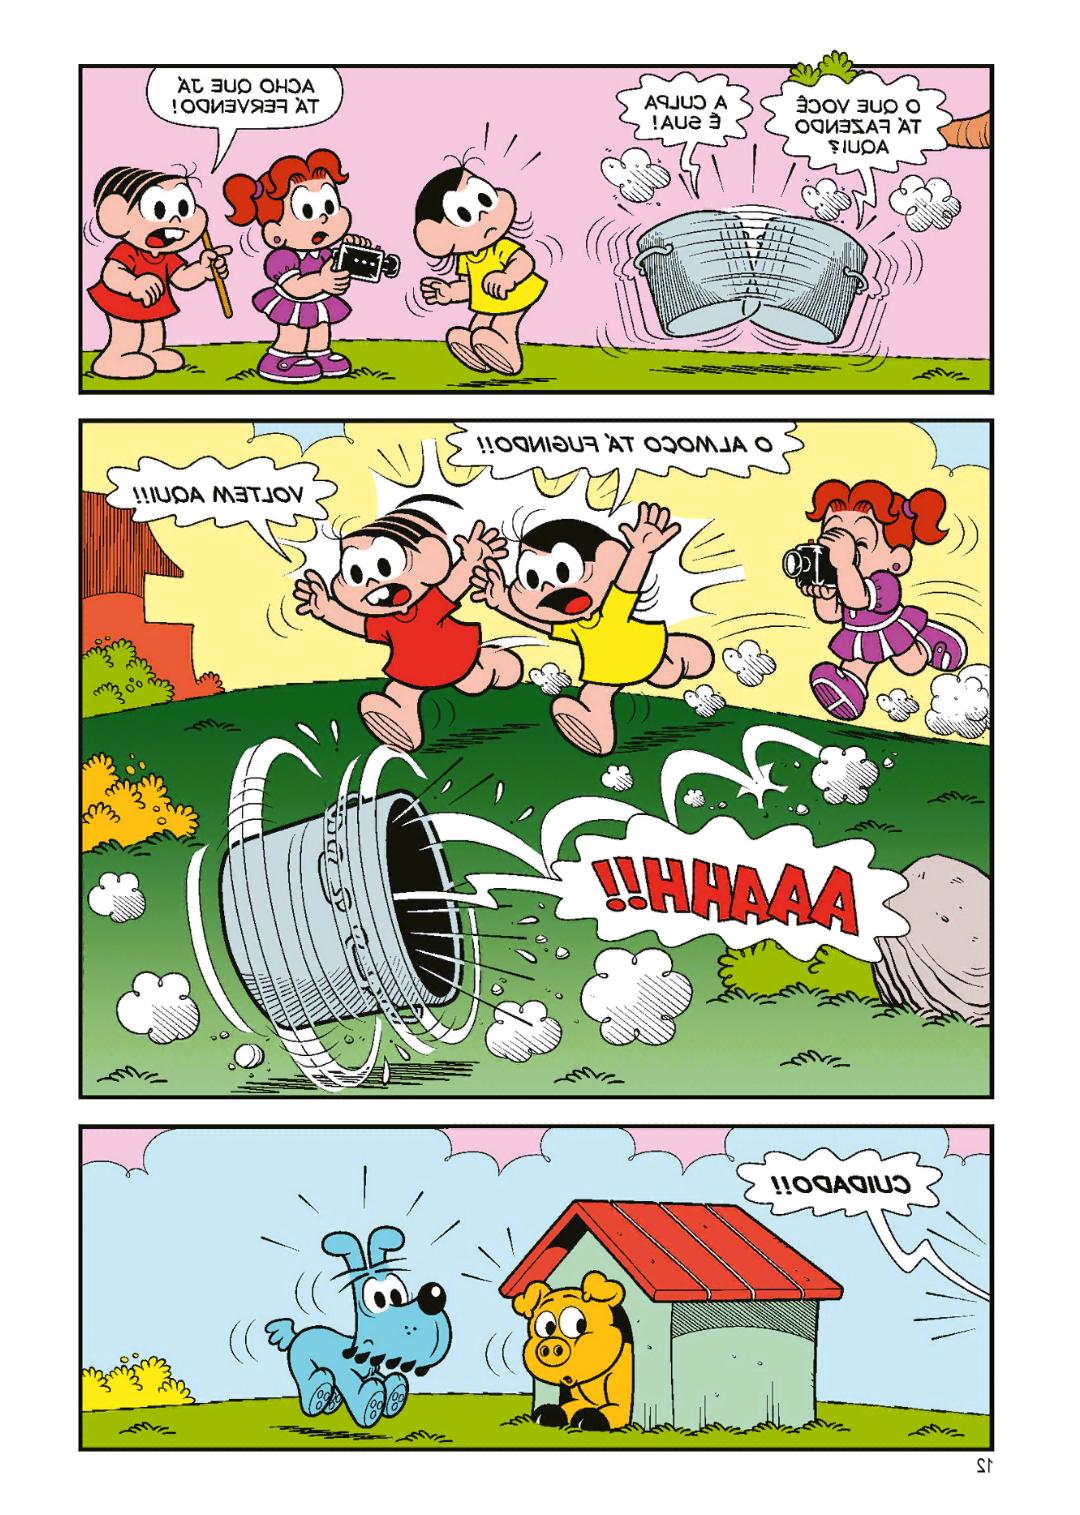 O QUE VOCÊ
TÁ FAZENDO
AQUI?
A CULPA
É SUA!
ACHO QUE JÁ
TÁ FERVENDO!
O ALMOÇO TÁ FUGINDO!!
VOLTEM AQUI!!!
AAAHH!!
CUIDADO!!
12